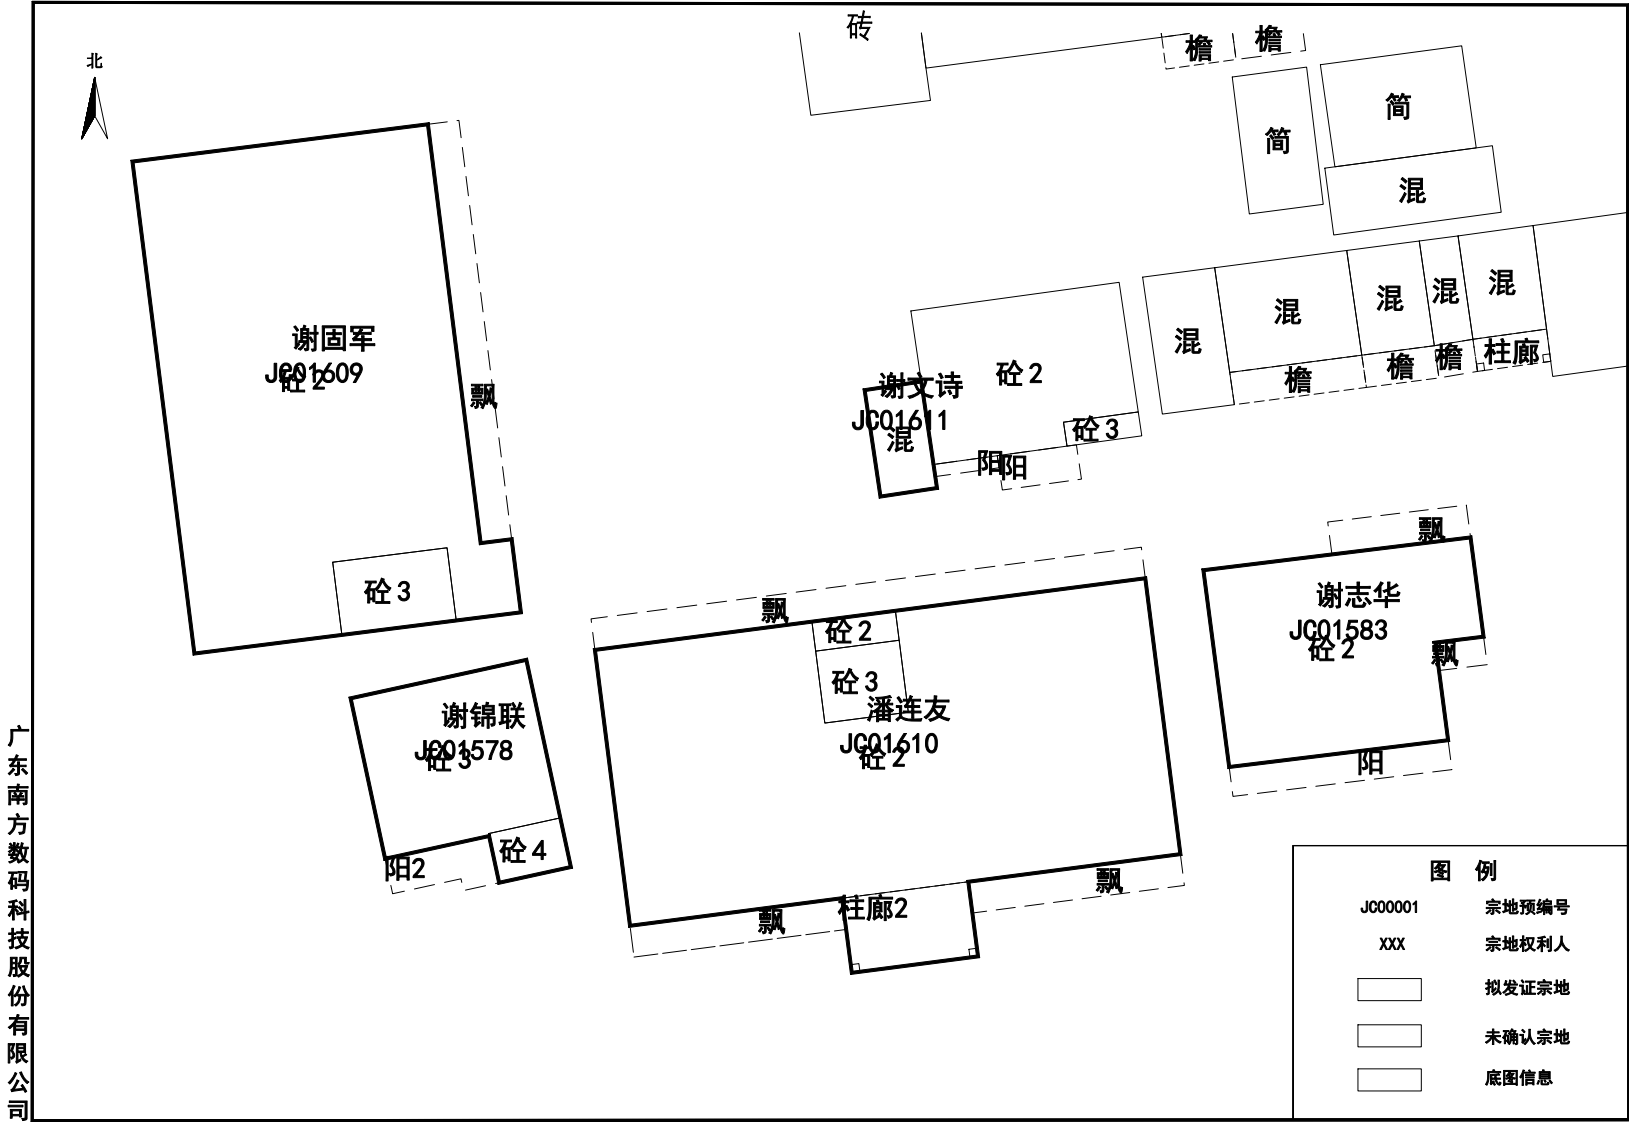 砖
檐
檐
北
简
简
混
混
混
混
混
混
檐
檐
檐
柱廊
谢固军
JC01609
砼2
飘
砼3
谢文诗
JC01611
混
砼2
砼3
阳
阳
飘
谢志华
JC01583
砼2
飘
阳
飘
砼2
砼3
潘连友
JC01610
砼2
飘
柱廊2
飘
谢锦联
JC01578
砼3
砼4
阳2
广东南方数码科技股份有限公司
图 例
JC00001 宗地预编号
XXX 宗地权利人
拟发证宗地
未确认宗地
底图信息